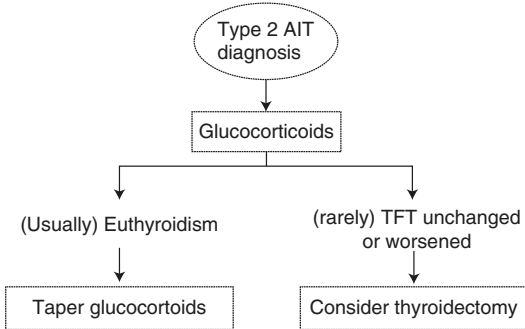 Type 2 AIT
diagnosis
Glucocorticoids
(Usually) Euthyroidism
(rarely) TFT unchanged
or worsened
Taper glucocortoids
Consider thyroidectomy